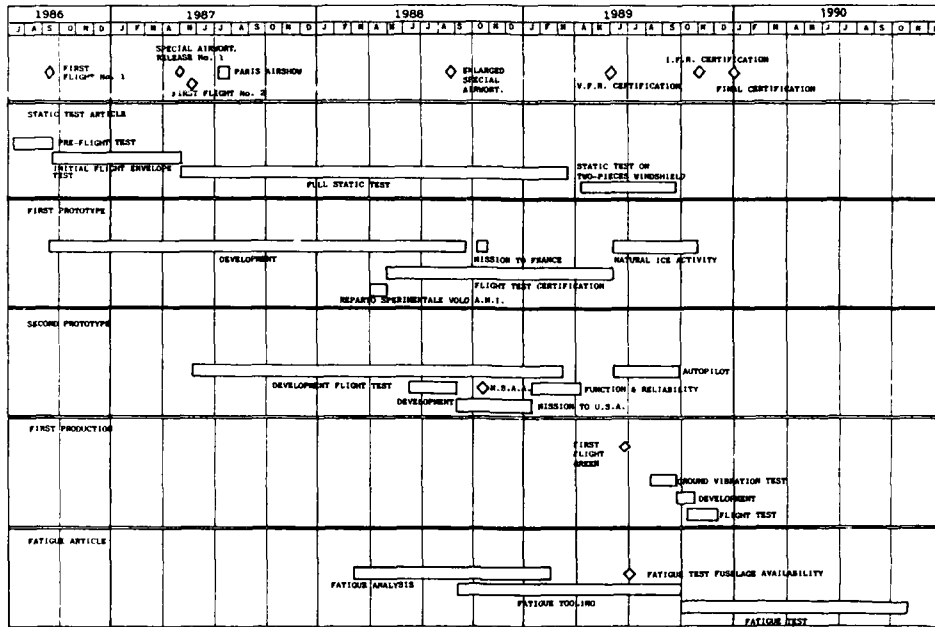 1986 1987 1988 1989 1990
J A S O N D J F M A M J J A S O N D J F M A M J J A S O N D J F M A M J J A S O N D J F M A M J J A S O N D
FIRST
FLIGHT No. 1
SPECIAL AIRWORT.
RELEASE No. 1
PARIS AIRSHOW
FIRST FLIGHT No. 2
ENLARGED
SPECIAL
AIRWORT.
V.F.R. CERTIFICATION
I.F.R. CERTIFICATION
FINAL CERTIFICATION
STATIC TEST ARTICLE
PRE-FLIGHT TEST
INITIAL FLIGHT ENVELOPE
TEST
FULL STATIC TEST
STATIC TEST ON
TWO-PIECES WINDSHIELD
FIRST PROTOTYPE
DEVELOPMENT
MISSION TO FRANCE
NATURAL ICE ACTIVITY
FLIGHT TEST CERTIFICATION
REPARTO SPERIMENTALE VOLO A.M.I.
SECOND PROTOTYPE
AUTOPILOT
DEVELOPMENT FLIGHT TEST
N.B.A.A.
FUNCTION & RELIABILITY
DEVELOPMENT
MISSION TO U.S.A.
FIRST PRODUCTION
FIRST
FLIGHT
GREEN
GROUND VIBRATION TEST
DEVELOPMENT
FLIGHT TEST
FATIGUE ARTICLE
FATIGUE ANALYSIS
FATIGUE TEST FUSELAGE AVAILABILITY
FATIGUE TOOLING
FATIGUE TEST